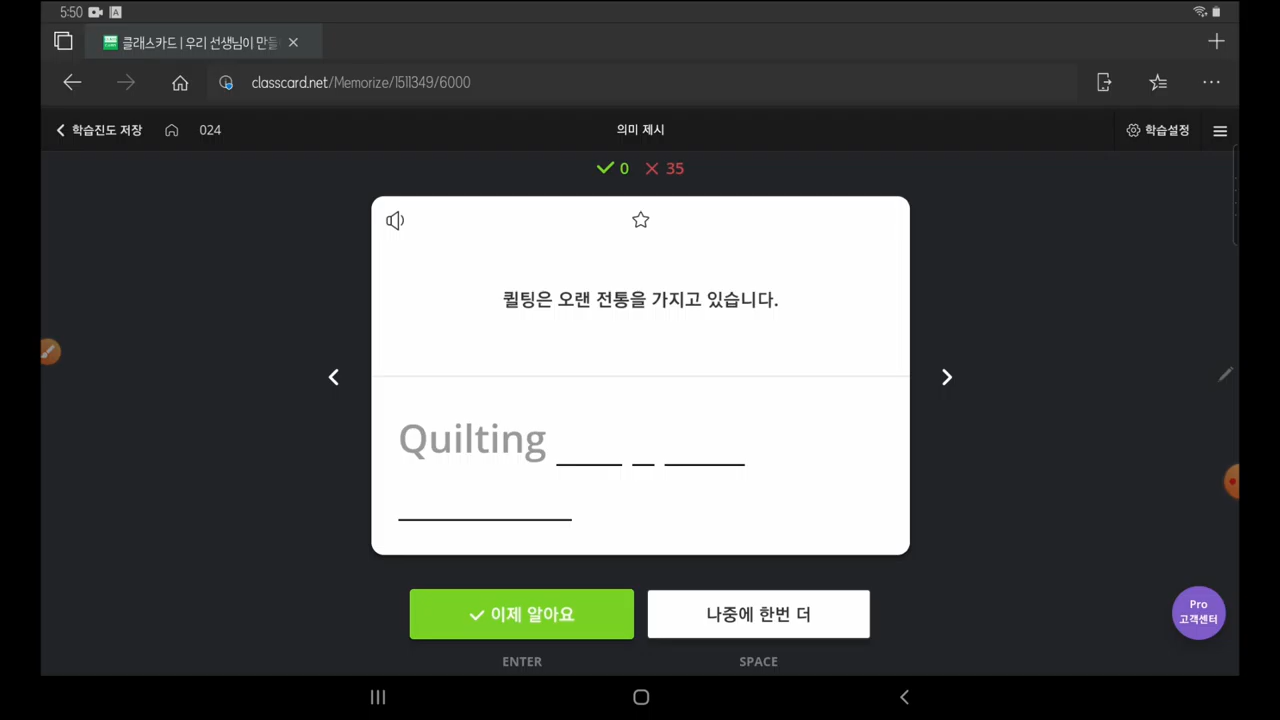 5:50
클래스카드 | 우리 선생님이 만들
classcard.net/Memorize/1511349/6000
학습진도 저장 024 의미 제시 학습설정
0 35
퀼팅은 오랜 전통을 가지고 있습니다.
Quilting
이제 알아요 나중에 한번 더
ENTER SPACE
Pro
고객센터